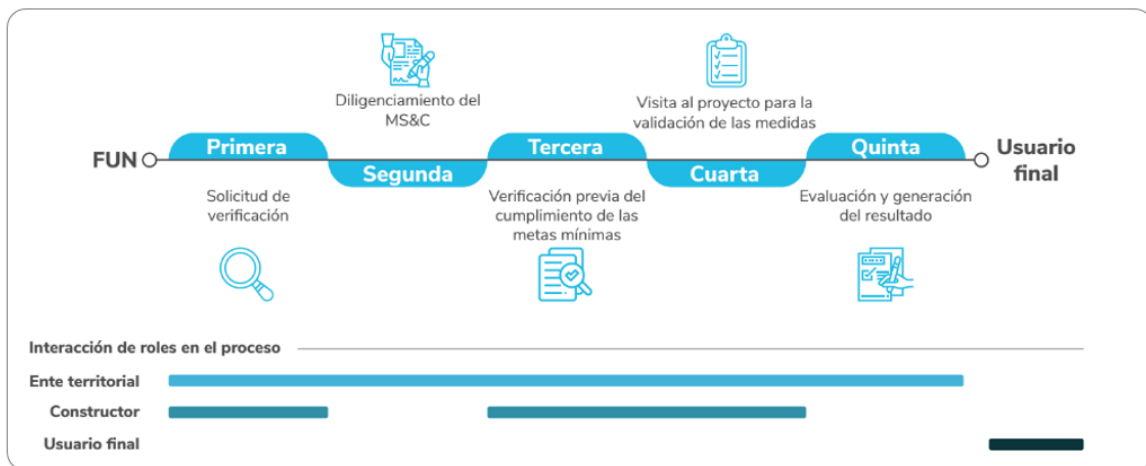 Diligenciamiento del
MS&C
Visita al proyecto para la
validación de las medidas
FUN
Primera
Segunda
Tercera
Cuarta
Quinta
Usuario
final
Solicitud de
verificación
Verificación previa del
cumplimiento de las
metas mínimas
Evaluación y generación
del resultado
Interacción de roles en el proceso
Ente territorial
Constructor
Usuario final